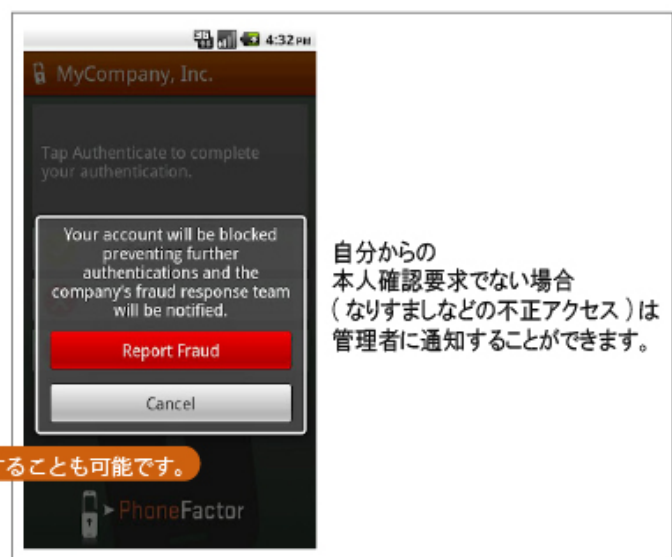 4:32 PM
MyCompany, Inc.
Tap Authenticate to complete
your authentication.
Your account will be blocked
preventing further
authentications and the
company's fraud response team
will be notified.
Report Fraud
Cancel
することも可能です。
PhoneFactor
自分からの
本人確認要求でない場合
(なりすましなどの不正アクセス)は
管理者に通知することができます。